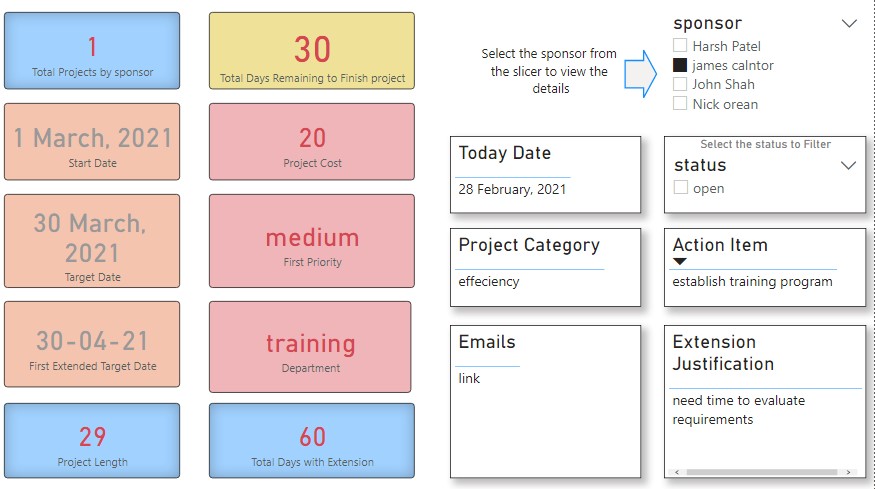 1
Total Projects by sponsor
30
Total Days Remaining to Finish project
1 March, 2021
Start Date
20
Project Cost
30 March,
2021
Target Date
medium
First Priority
30-04-21
First Extended Target Date
training
Department
29
Project Length
60
Total Days with Extension
Select the sponsor from
the slicer to view the
details
sponsor
Harsh Patel
james calntor
John Shah
Nick orean
Today Date
28 February, 2021
Select the status to Filter
status
open
Project Category
effeciency
Action Item
establish training program
Emails
link
Extension
Justification
need time to evaluate
requirements